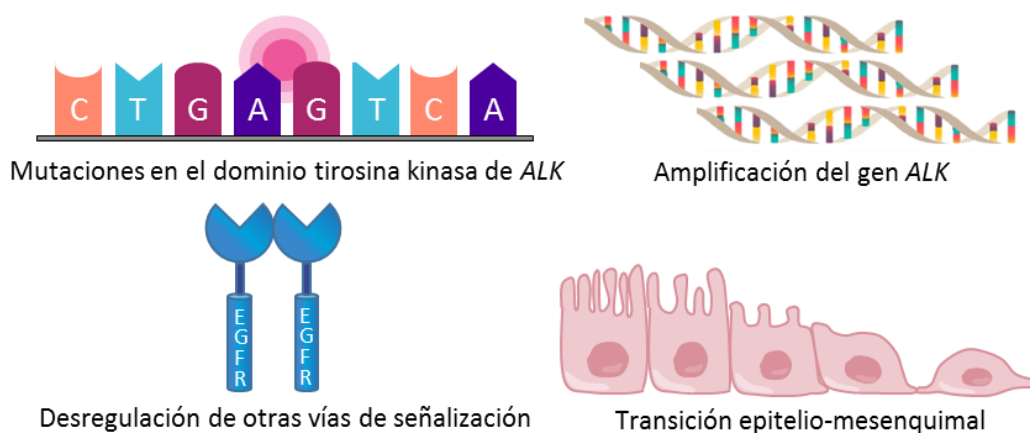 C T G A G T C A
Mutaciones en el dominio tirosina kinasa de ALK
Amplificación del gen ALK
EGFR
EGFR
Desregulación de otras vías de señalización
Transición epitelio-mesenquimal